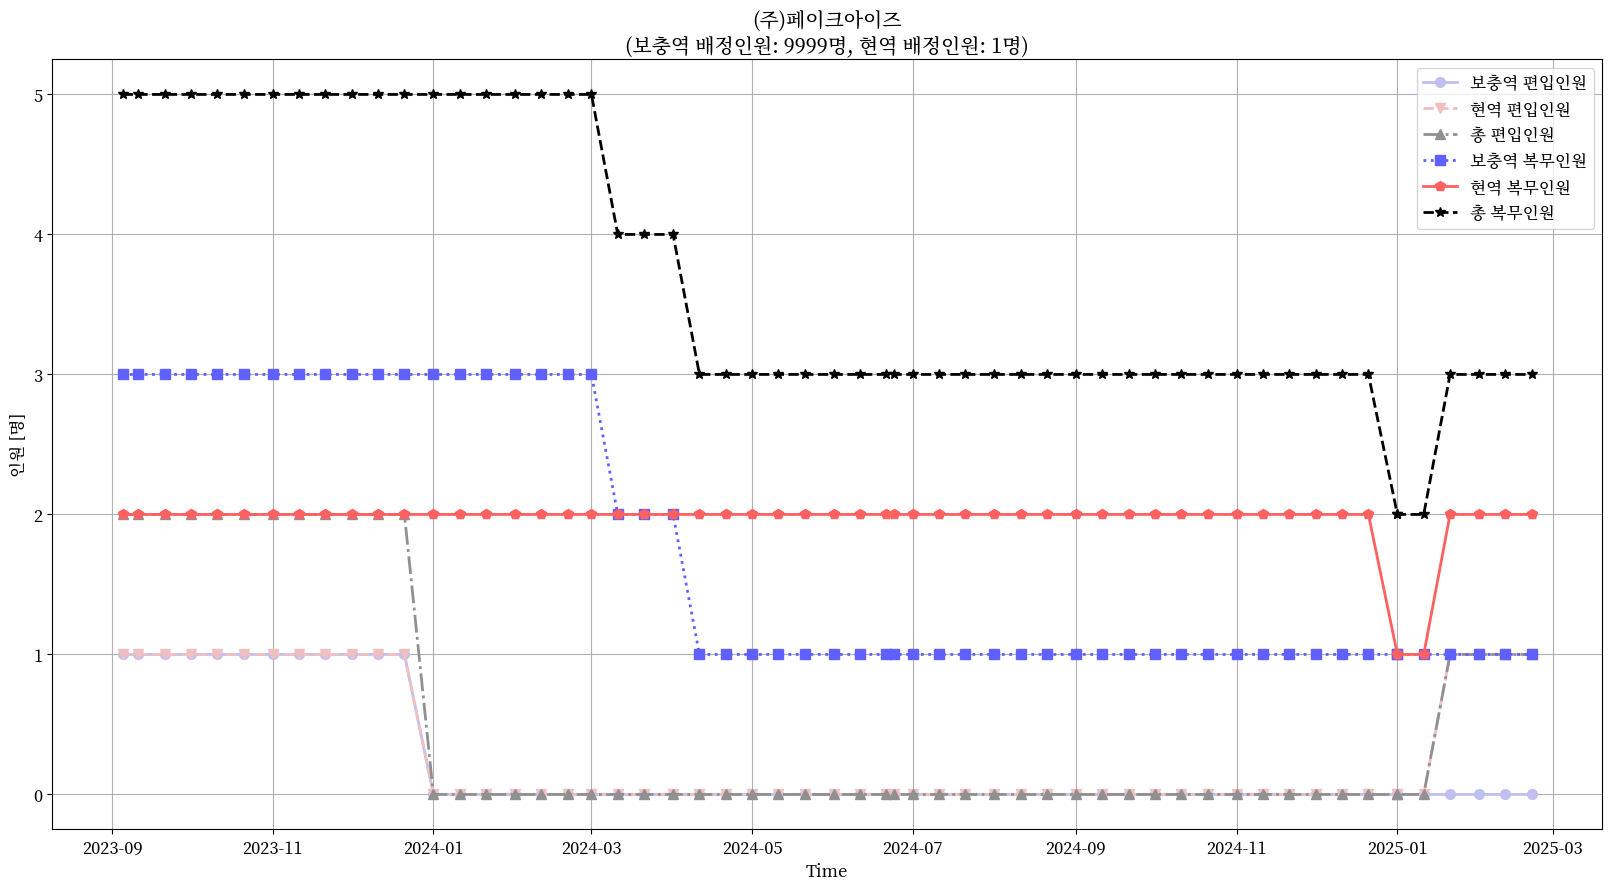 (주)페이크아이즈
(보충역 배정인원: 9999명, 현역 배정인원: 1명)
보충역 편입인원
현역 편입인원
총 편입인원
보충역 복무인원
현역 복무인원
총 복무인원
인원 [명]
5
4
3
2
1
0
2023-09
2023-11
2024-01
2024-03
2024-05
2024-07
2024-09
2024-11
2025-01
2025-03
Time